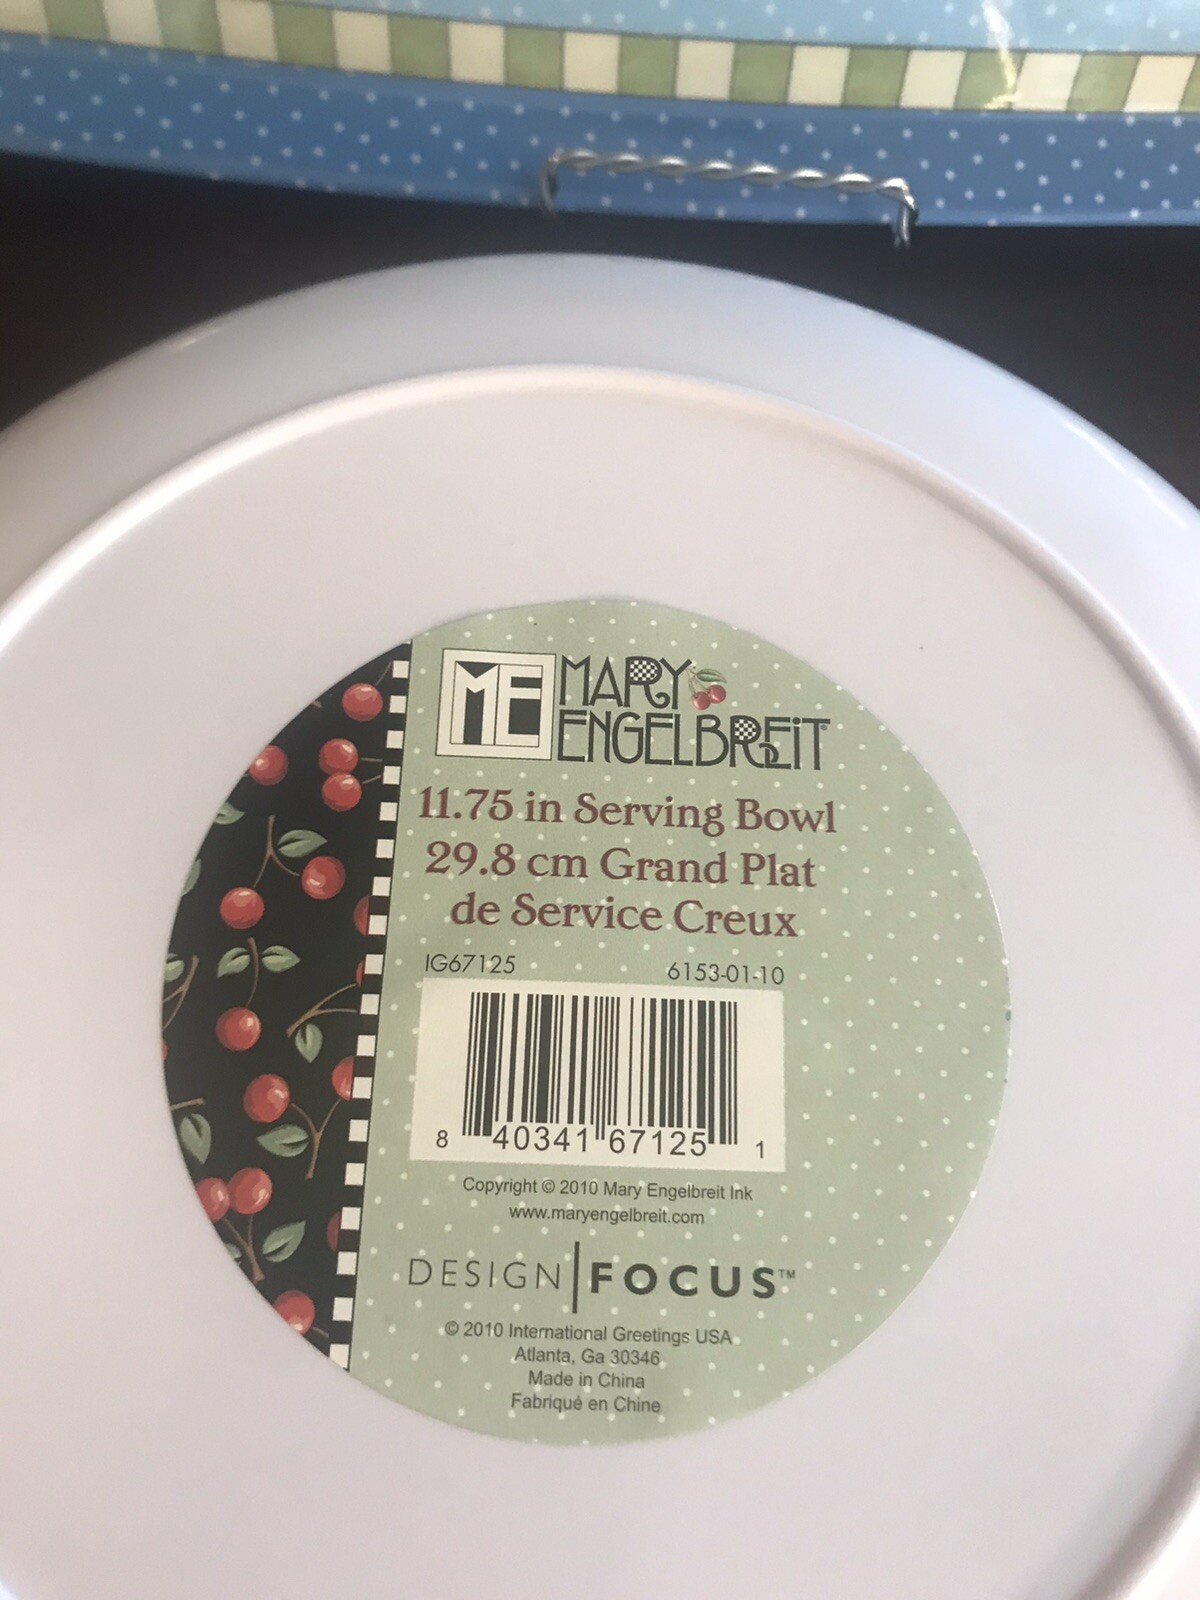 ME MARY
ENGELBREIT
11.75 in Serving Bowl
29.8 cm Grand Plat
de Service Creux
IG67125 6153-01-10
8 40341 67125 1
Copyright © 2010 Mary Engelbreit Ink
www.maryengelbreit.com
DESIGN | FOCUS™
© 2010 International Greetings USA
Atlanta, Ga 30346
Made in China
Fabriqué en Chine